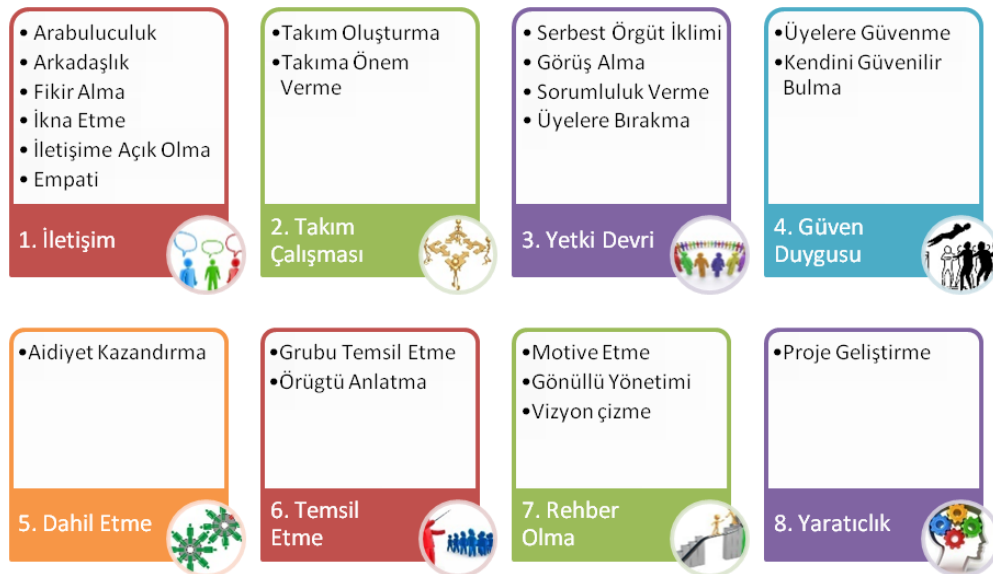 • Arabuluculuk
• Arkadaşlık
• Fikir Alma
• İkna Etme
• İletişime Açık Olma
• Empati
1. İletişim
•Takım Oluşturma
•Takıma Önem
Verme
2. Takım
Çalışması
• Serbest Örgüt İklimi
• Görüş Alma
• Sorumluluk Verme
• Üyelere Bırakma
3. Yetki Devri
•Üyelere Güvenme
•Kendini Güvenilir
Bulma
4. Güven
Duygusu
•Aidiyet Kazandırma
5. Dahil Etme
•Grubu Temsil Etme
•Örügtü Anlatma
6. Temsil
Etme
•Motive Etme
•Gönüllü Yönetimi
•Vizyon çizme
7. Rehber
Olma
•Proje Geliştirme
8. Yaratıclık